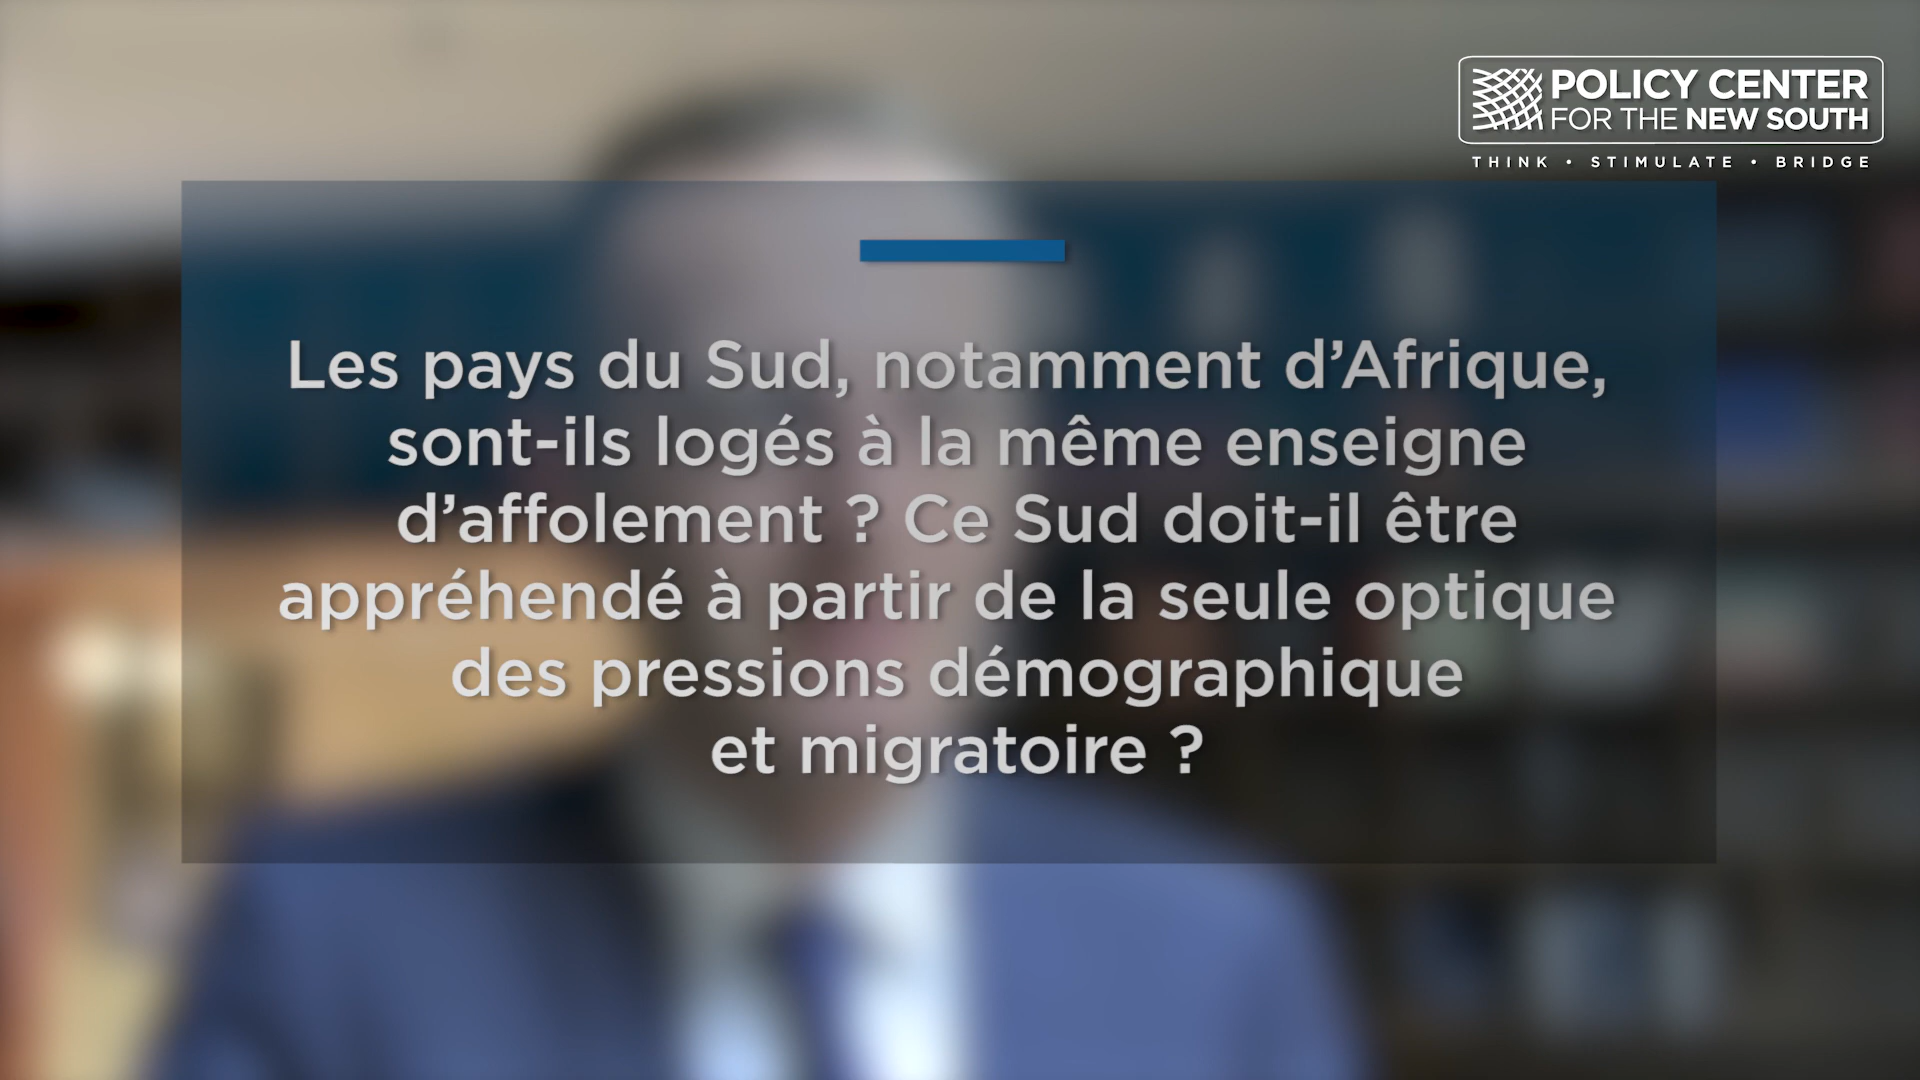 POLICY CENTER
FOR THE NEW SOUTH
THINK • STIMULATE • BRIDGE
Les pays du Sud, notamment d’Afrique,
sont-ils logés à la même enseigne
d’affolement ? Ce Sud doit-il être
appréhendé à partir de la seule optique
des pressions démographique
et migratoire ?